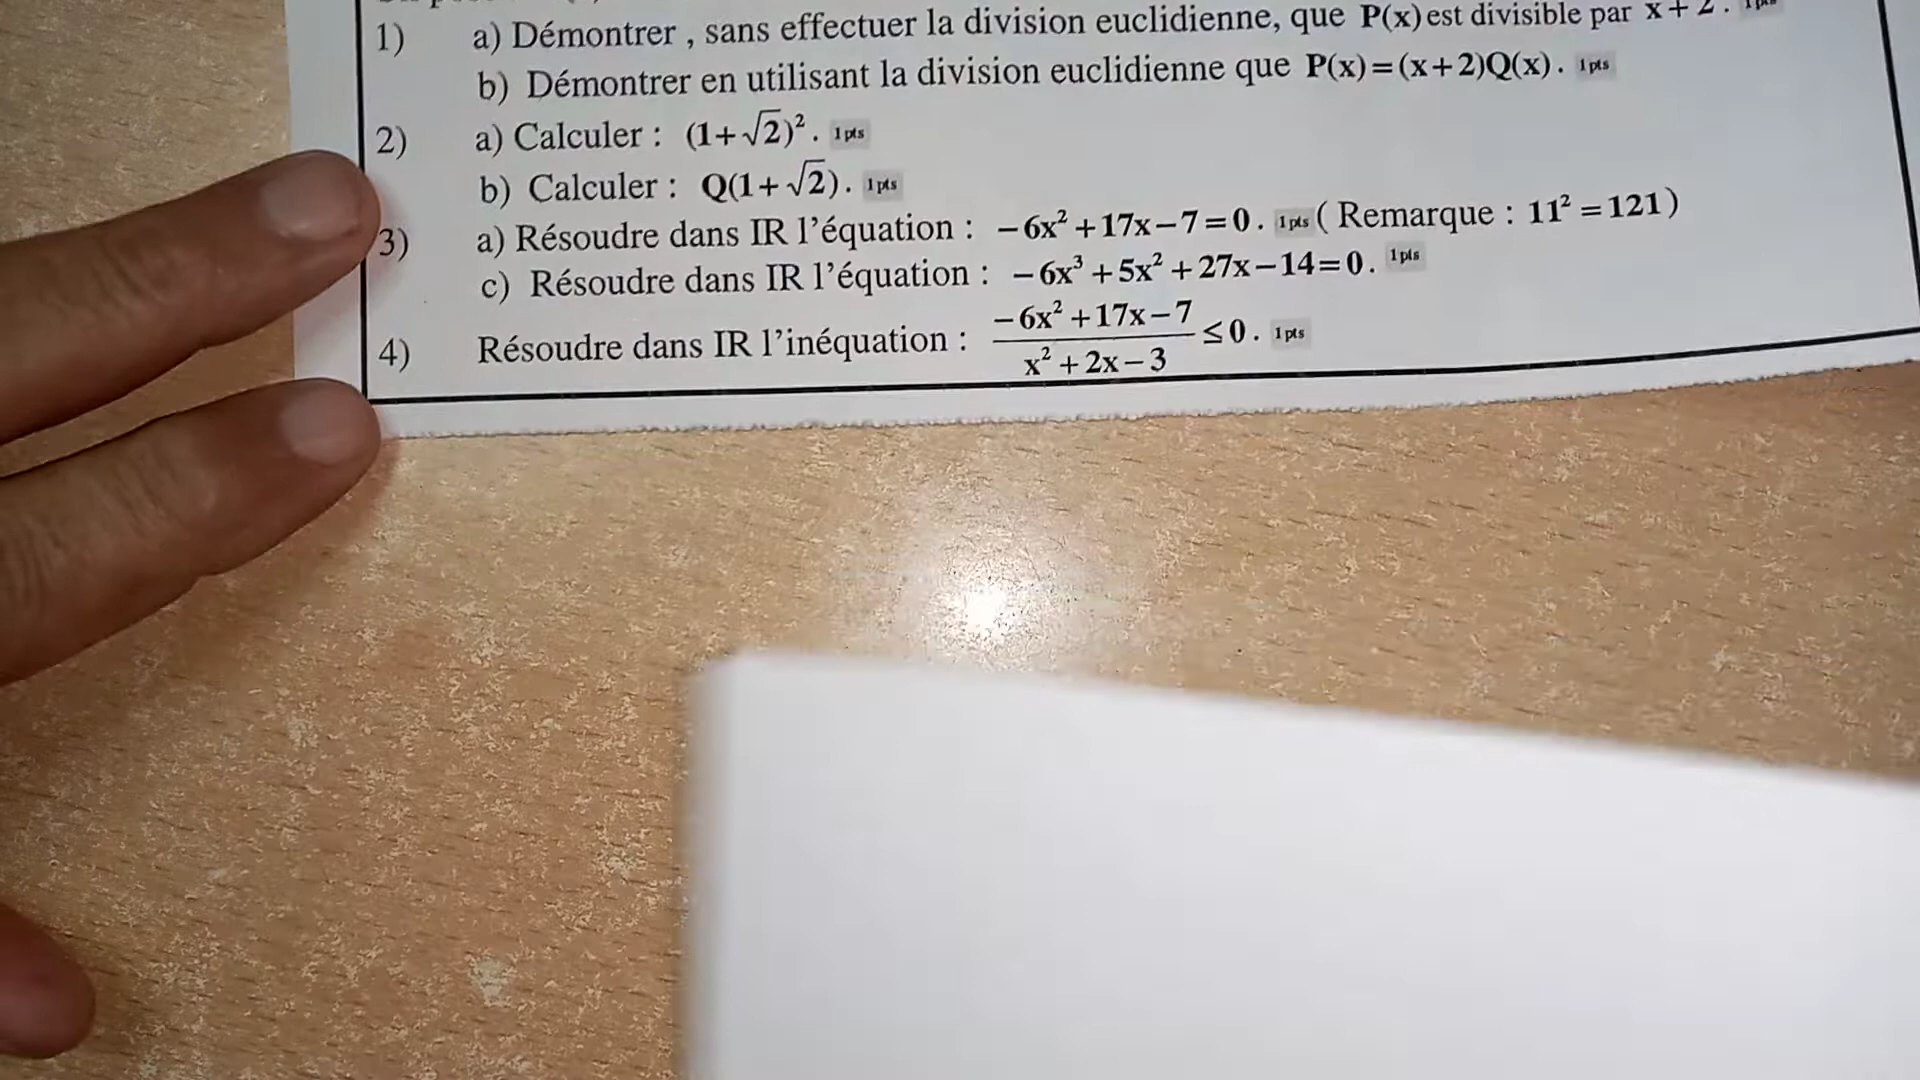 1) a) Démontrer , sans effectuer la division euclidienne, que P(x) est divisible par x + 2 .
b) Démontrer en utilisant la division euclidienne que P(x)=(x+2)Q(x) . 1pts
2) a) Calculer : (1+√2)² . 1pts
b) Calculer : Q(1+√2) . 1pts
3) a) Résoudre dans IR l’équation : −6x²+17x−7=0 . 1pts ( Remarque : 11² =121 )
c) Résoudre dans IR l’équation : −6x³+5x²+27x−14=0 . 1pts
4) Résoudre dans IR l’inéquation : (−6x²+17x−7)/(x²+2x−3) ≤0 . 1pts